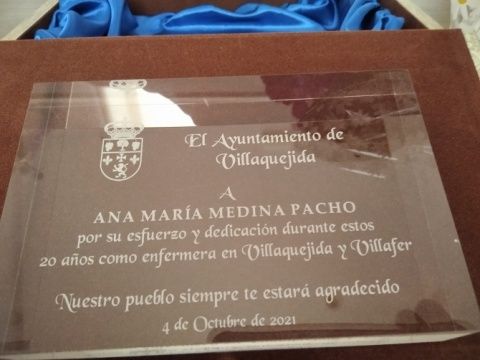 El Ayuntamiento de
Villaquejida
A
ANA MARÍA MEDINA PACHO
por su esfuerzo y dedicación durante estos
20 años como enfermera en Villaquejida y Villafer
Nuestro pueblo siempre te estará agradecido
4 de Octubre de 2021